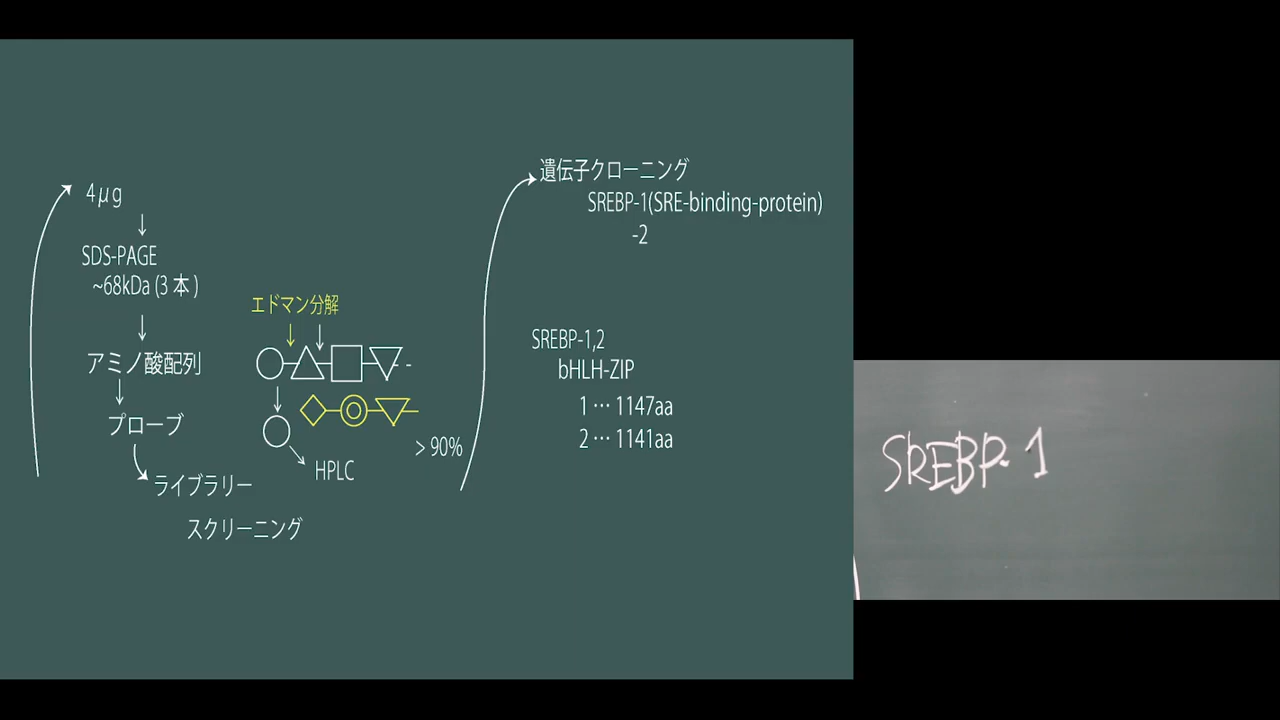 4μg
SDS-PAGE
~68kDa (3 本 )
アミノ酸配列
プローブ
ライブラリー
スクリーニング
エドマン分解
HPLC
> 90%
遺伝子クローニング
SREBP-1(SRE-binding-protein)
-2
SREBP-1,2
bHLH-ZIP
1 … 1147aa
2 … 1141aa
SREBP-1